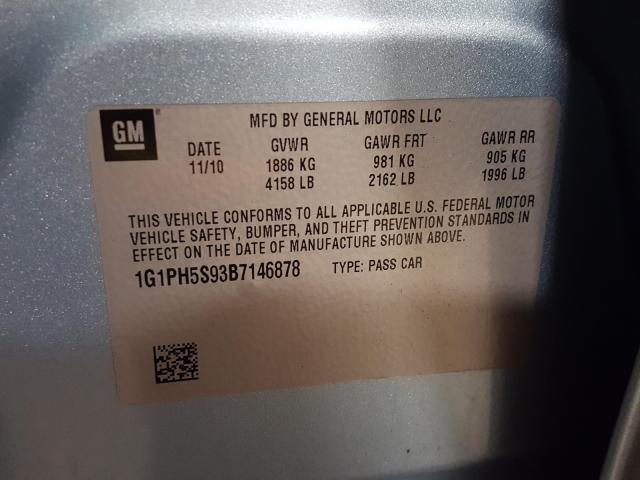 GM
MFD BY GENERAL MOTORS LLC
DATE GVWR GAWR FRT GAWR RR
11/10 1886 KG 981 KG 905 KG
4158 LB 2162 LB 1996 LB
THIS VEHICLE CONFORMS TO ALL APPLICABLE U.S. FEDERAL MOTOR
VEHICLE SAFETY, BUMPER, AND THEFT PREVENTION STANDARDS IN
EFFECT ON THE DATE OF MANUFACTURE SHOWN ABOVE.
1G1PH5S93B7146878 TYPE: PASS CAR